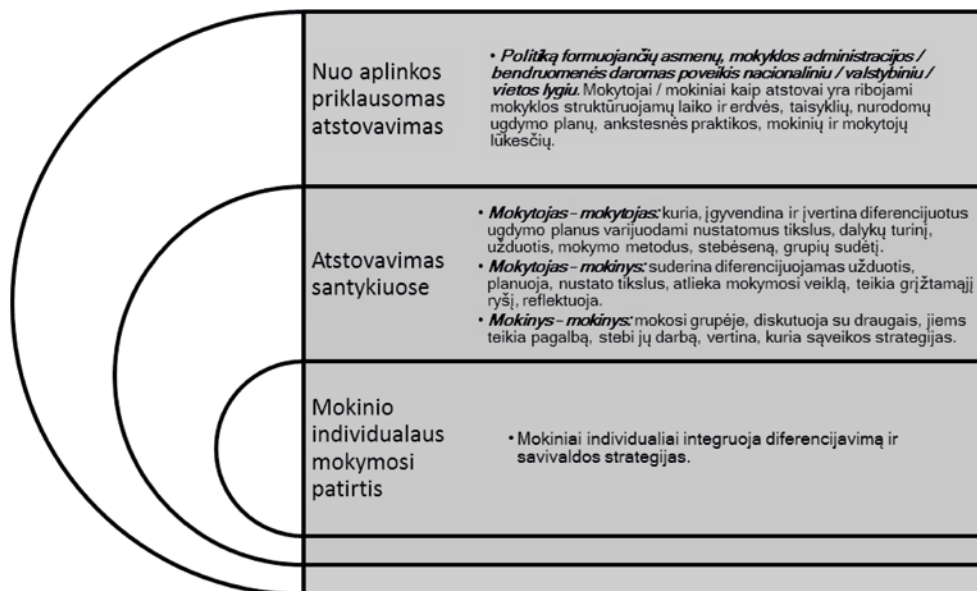 Nuo aplinkos
priklausomas
atstovavimas
• Politiką formuojančių asmenų, mokyklos administracijos /
bendruomenės daromas poveikis nacionaliniu / valstybiniu /
vietos lygiu. Mokytojai / mokiniai kaip atstovai yra ribojami
mokyklos struktūruojamų laiko ir erdvės, taisyklių, nurodomų
ugdymo planų, ankstesnės praktikos, mokinių ir mokytojų
lūkesčių.
Atstovavimas
santykiuose
• Mokytojas – mokytojas: kuria, įgyvendina ir įvertina diferencijuotus
ugdymo planus varijuodami nustatomus tikslus, dalykų turinį,
užduotis, mokymo metodus, stebėseną, grupių sudėtį.
• Mokytojas – mokinys: suderina diferencijuojamas užduotis,
planuoja, nustato tikslus, atlieka mokymosi veiklą, teikia grįžtamąjį
ryšį, reflektuoja.
• Mokinys – mokinys: mokosi grupėje, diskutuoja su draugais, jiems
teikia pagalbą, stebi jų darbą, vertina, kuria sąveikos strategijas.
Mokinio
individualaus
mokymosi
patirtis
• Mokiniai individualiai integruoja diferencijavimą ir
savivaldos strategijas.